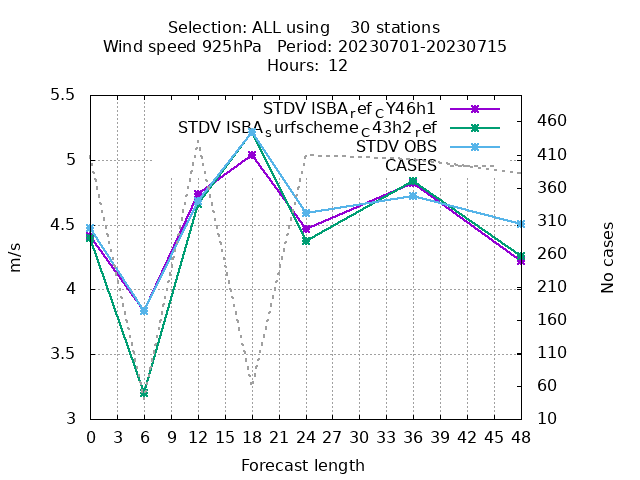 Selection: ALL using 30 stations
Wind speed 925hPa Period: 20230701-20230715
Hours: 12
STDV ISBA_ref_CY46h1
STDV ISBA_surfscheme_C43h2_ref
STDV OBS
CASES
5.5
5
4.5
4
3.5
3
m/s
460
410
360
310
260
210
160
110
60
10
No cases
0 3 6 9 12 15 18 21 24 27 30 33 36 39 42 45 48
Forecast length